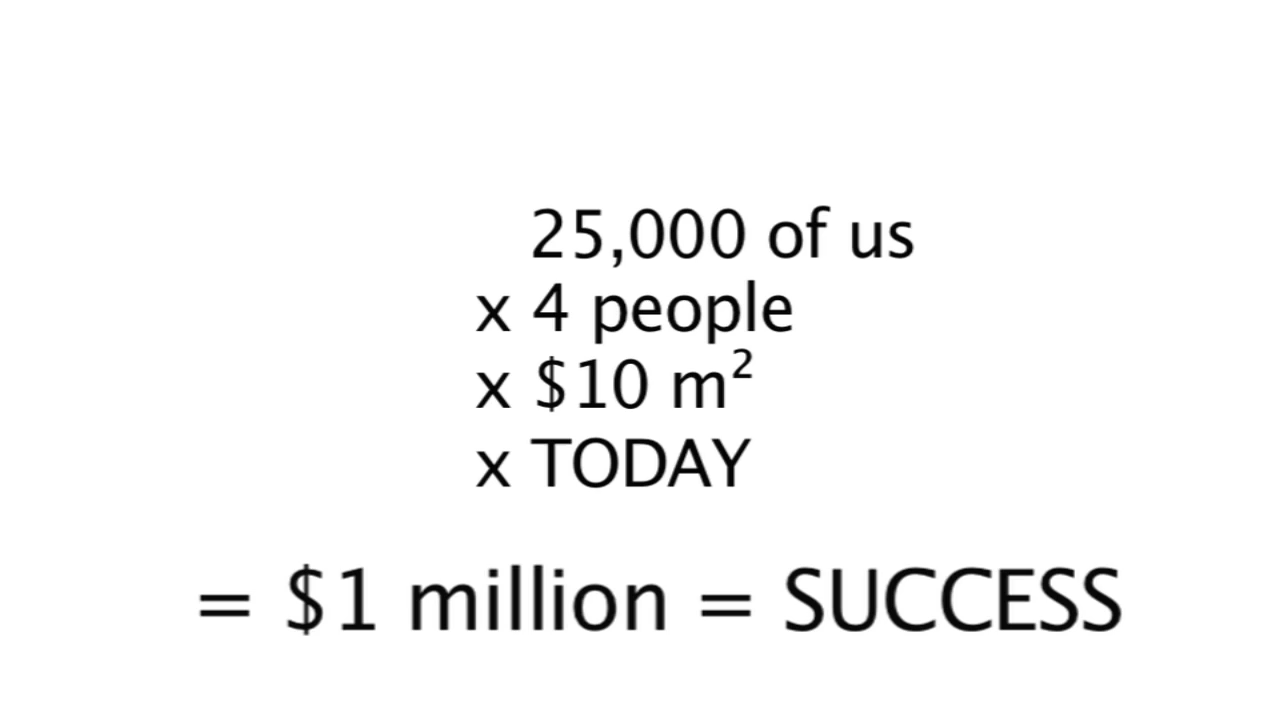 25,000 of us
x 4 people
x $10 m²
x TODAY
= $1 million = SUCCESS